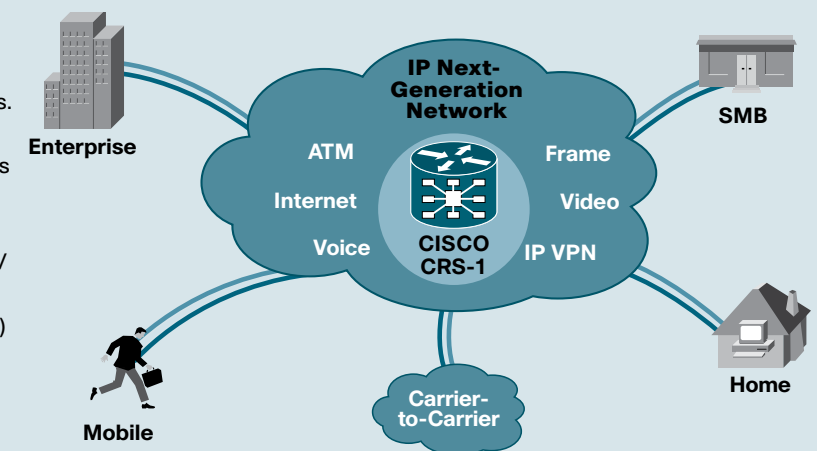 s.
s
/
)
Enterprise
IP Next-
Generation
Network
SMB
ATM
Frame
Internet
Video
Voice
IP VPN
CISCO
CRS-1
Mobile
Carrier-
to-Carrier
Home